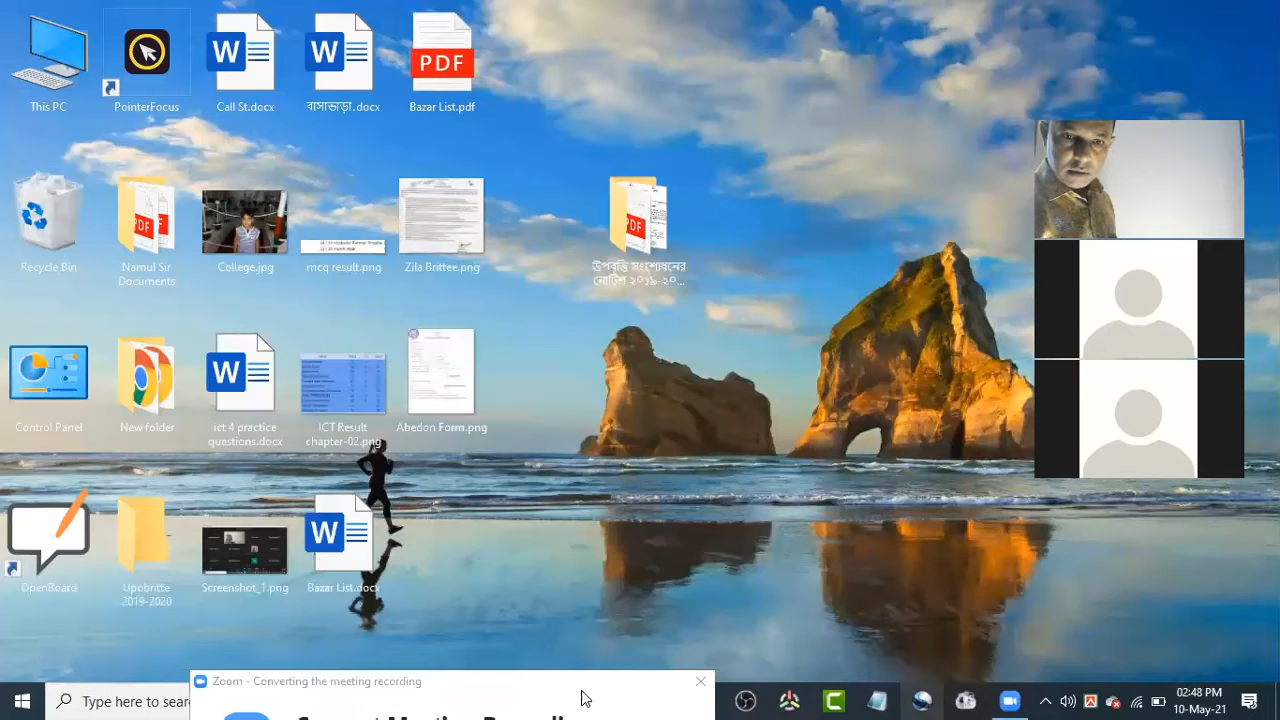 This PC
PointerFocus
Call St.docx
বাসাভাড়া.docx
Bazar List.pdf
Recycle Bin
Namul Sir
Documents
College.jpg
mcq result.png
Zila Brittee.png
উপবৃত্তি সংশোধনের
নোটিশ ২০১৯-২০...
Control Panel
New folder
ict 4 practice
questions.docx
ICT Result
chapter-02.png
Abedon Form.png
OpenBoard
Upobritte
2019-2020
Screenshot_1.png
Bazar List.docx
PDF
Zoom - Converting the meeting recording
Type here to sear
02:48 PM
10-May-21